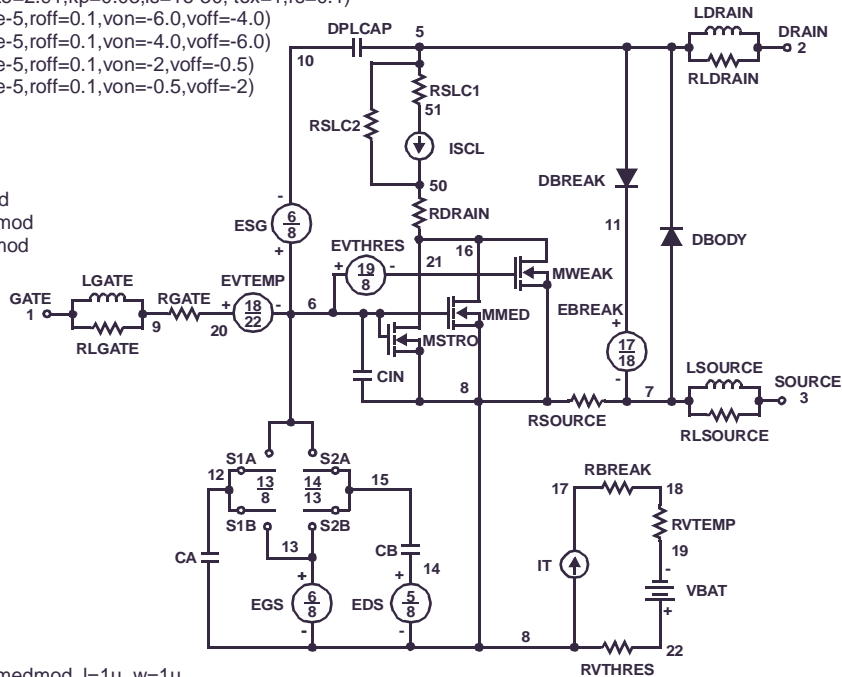 e-5,roff=0.1,von=-6.0,voff=-4.0)
e-5,roff=0.1,von=-4.0,voff=-6.0)
e-5,roff=0.1,von=-2,voff=-0.5)
e-5,roff=0.1,von=-0.5,voff=-2)
mod
mod
LDRAIN
DPLCAP 5 DRAIN
2
10
RLDRAIN
RSLC1
51
RSLC2
ISCL
50
DBREAK
RDRAIN
- ESG 6/8 +
11
DBODY
EVTHRES 16
+ 19/8 - 21
MWEAK
LGATE EVTEMP
GATE
1
RGATE + 18/22 - 6
MMED
EBREAK
+
9 20
MSTRO
17/18
-
RLGATE
LSOURCE
CIN
8 7 SOURCE
3
RSOURCE
RLSOURCE
S1A S2A
12 13/8 14/13 15
S1B S2B
13
CA CB
14
+ EGS 6/8 -
+ EDS 5/8 -
RBREAK
17 18
RVTEMP
19
IT
-
VBAT
+
8 22
RVTHRES
medmod l=1u w=1u